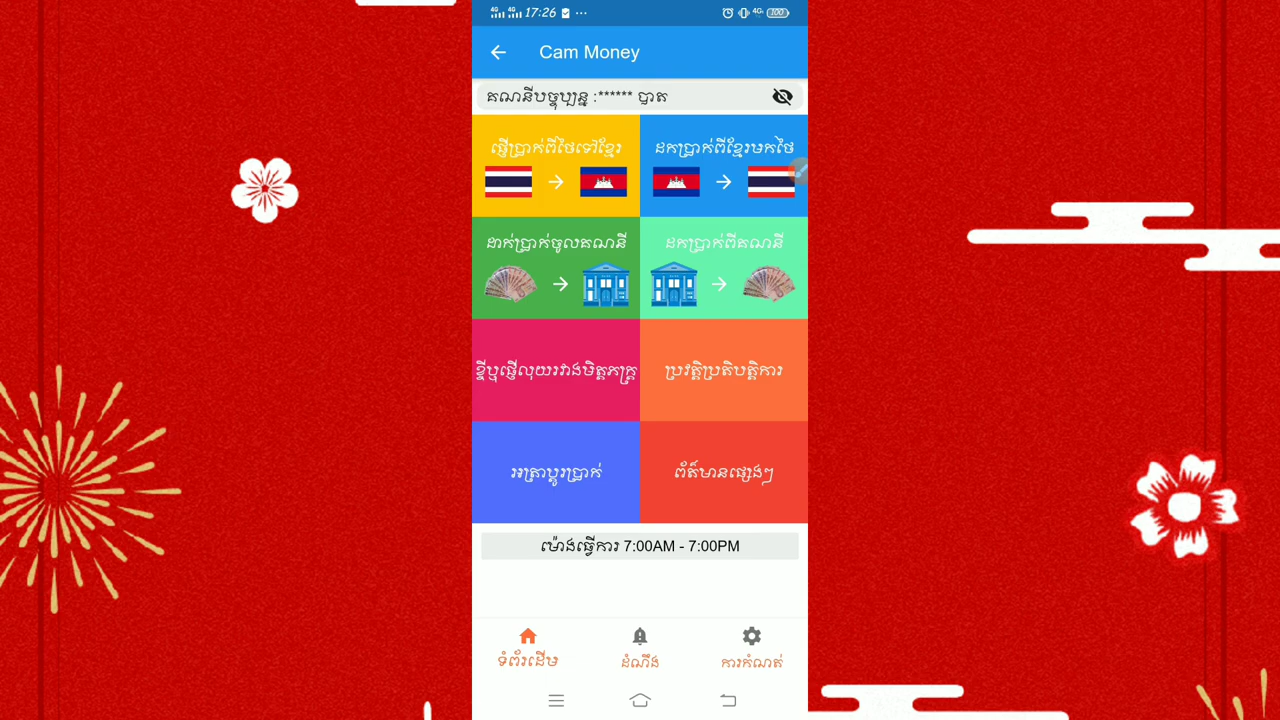 4G 4G 17:26 ... 4G 100
Cam Money
គណនីបច្ចុប្បន្ន :****** បាត
ផ្ញើប្រាក់ពីថៃទៅខ្មែរ
ដកប្រាក់ពីខ្មែរមកថៃ
ដាក់ប្រាក់ចូលគណនី
ដកប្រាក់ពីគណនី
ខ្ចីឬផ្ញើលុយរវាងមិត្តភក្ត្រ
ប្រវត្តិប្រតិបត្តិការ
អត្រាប្តូរប្រាក់
ព័ត៌មានផ្សេងៗ
ម៉ោងធ្វើការ 7:00AM - 7:00PM
ទំព័រដើម
ដំណឹង
ការកំណត់